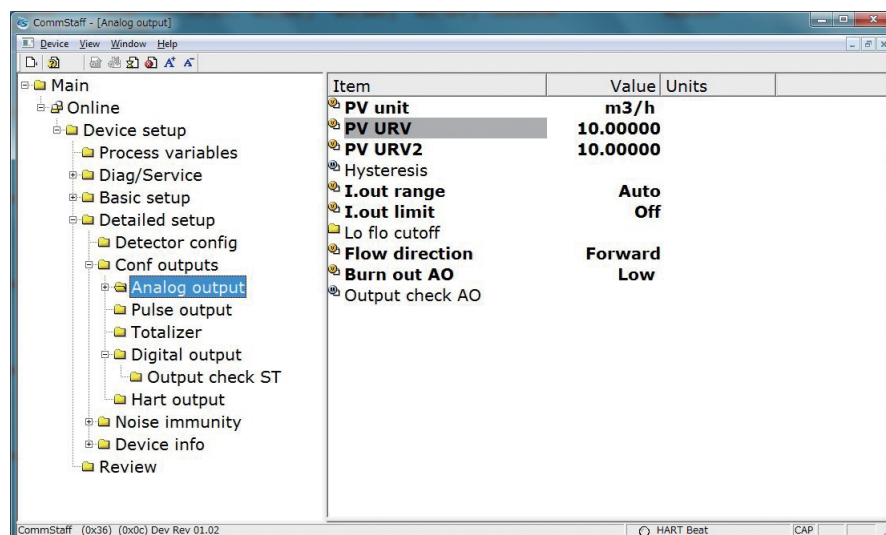 CommStaff - [Analog output]
Device View Window Help
Main
Online
Device setup
Process variables
Diag/Service
Basic setup
Detailed setup
Detector config
Conf outputs
Analog output
Pulse output
Totalizer
Digital output
Output check ST
Hart output
Noise immunity
Device info
Review
Item Value Units
PV unit m3/h
PV URV 10.00000
PV URV2 10.00000
Hysteresis
I.out range Auto
I.out limit Off
Lo flo cutoff
Flow direction Forward
Burn out AO Low
Output check AO
CommStaff (0x36) (0x0c) Dev Rev 01.02 HART Beat CAP